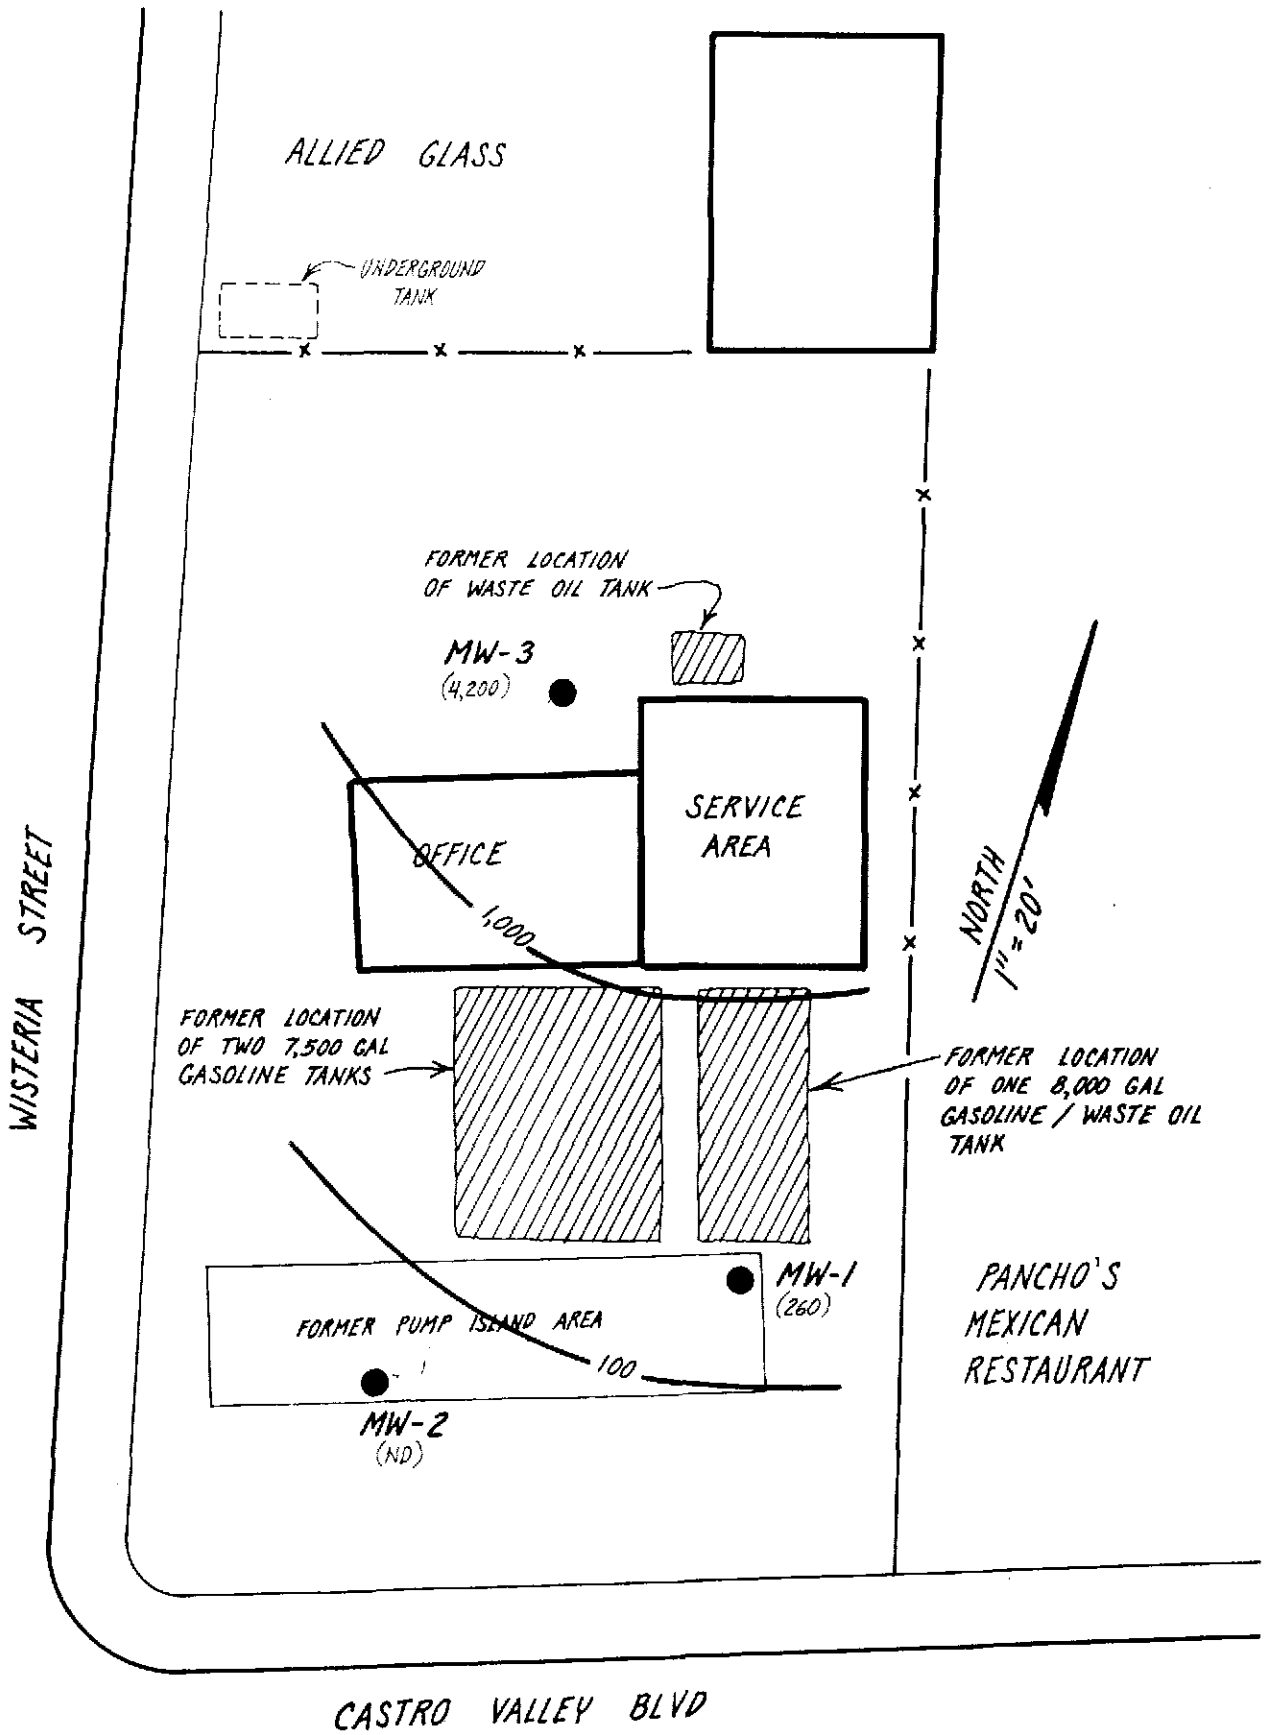 ALLIED GLASS
UNDERGROUND
TANK
FORMER LOCATION
OF WASTE OIL TANK
MW-3
(4,200)
SERVICE
AREA
OFFICE
1,000
NORTH
1" = 20'
WISTERIA STREET
FORMER LOCATION
OF TWO 7,500 GAL
GASOLINE TANKS
FORMER LOCATION
OF ONE 8,000 GAL
GASOLINE / WASTE OIL
TANK
MW-1
(260)
PANCHO'S
MEXICAN
RESTAURANT
FORMER PUMP ISLAND AREA
100
MW-2
(ND)
CASTRO VALLEY BLVD